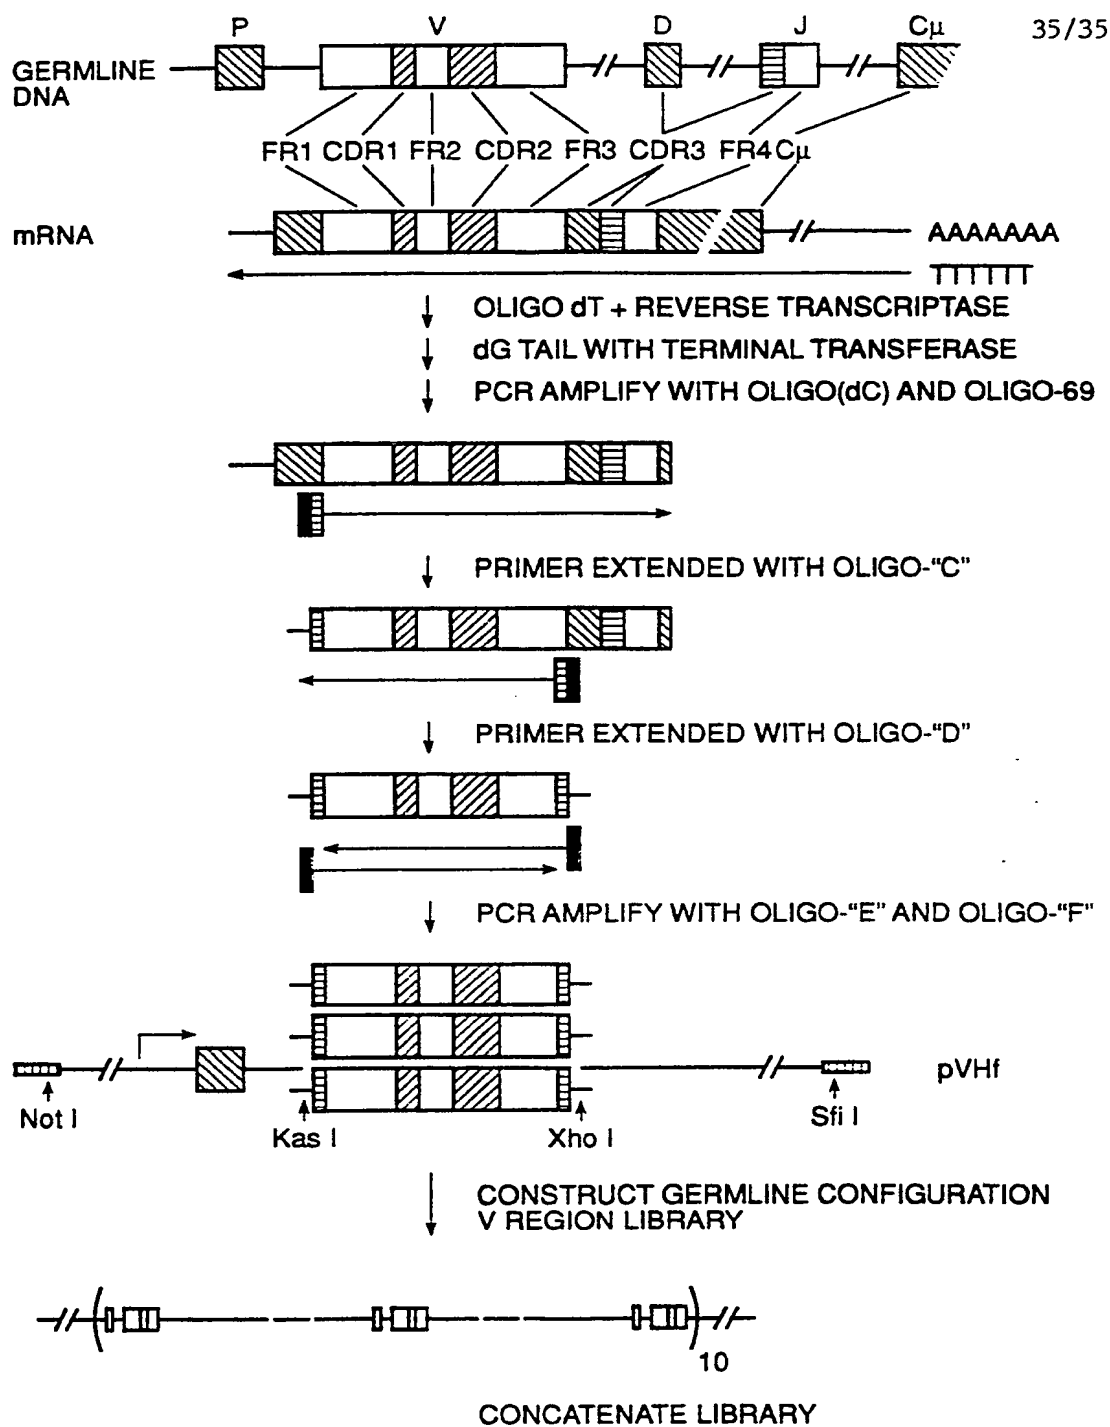 35/35
P V D J Cμ
GERMLINE
DNA
FR1 CDR1 FR2 CDR2 FR3 CDR3 FR4 Cμ
mRNA
AAAAAAA
TTTTTT
OLIGO dT + REVERSE TRANSCRIPTASE
dG TAIL WITH TERMINAL TRANSFERASE
PCR AMPLIFY WITH OLIGO(dC) AND OLIGO-69
PRIMER EXTENDED WITH OLIGO-“C”
PRIMER EXTENDED WITH OLIGO-“D”
PCR AMPLIFY WITH OLIGO-“E” AND OLIGO-“F”
pVHf
Not I
Sfi I
Kas I
Xho I
CONSTRUCT GERMLINE CONFIGURATION
V REGION LIBRARY
10
CONCATENATE LIBRARY